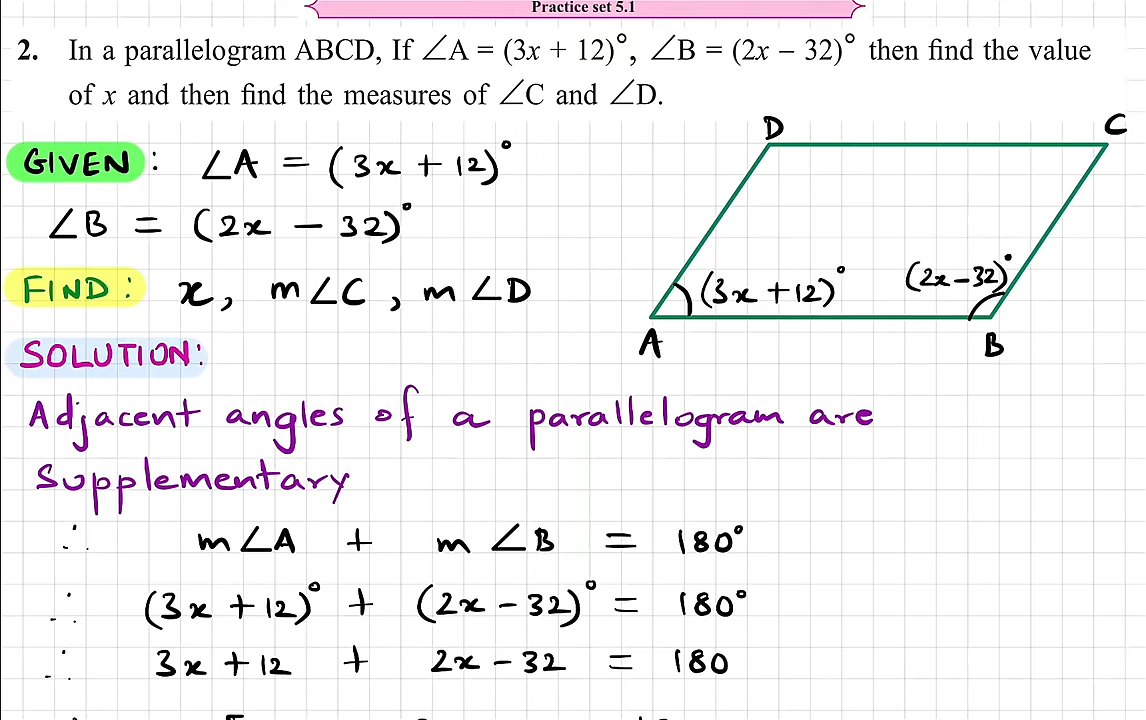 Practice set 5.1
2. In a parallelogram ABCD, If ∠A = (3x + 12)°, ∠B = (2x − 32)° then find the value
of x and then find the measures of ∠C and ∠D.
D C
GIVEN: ∠A = (3x + 12)°
∠B = (2x − 32)°
FIND: x, m∠C, m∠D
(3x + 12)° (2x − 32)°
A B
SOLUTION:
Adjacent angles of a parallelogram are
Supplementary
∴ m∠A + m∠B = 180°
∴ (3x + 12)° + (2x − 32)° = 180°
∴ 3x + 12 + 2x − 32 = 180